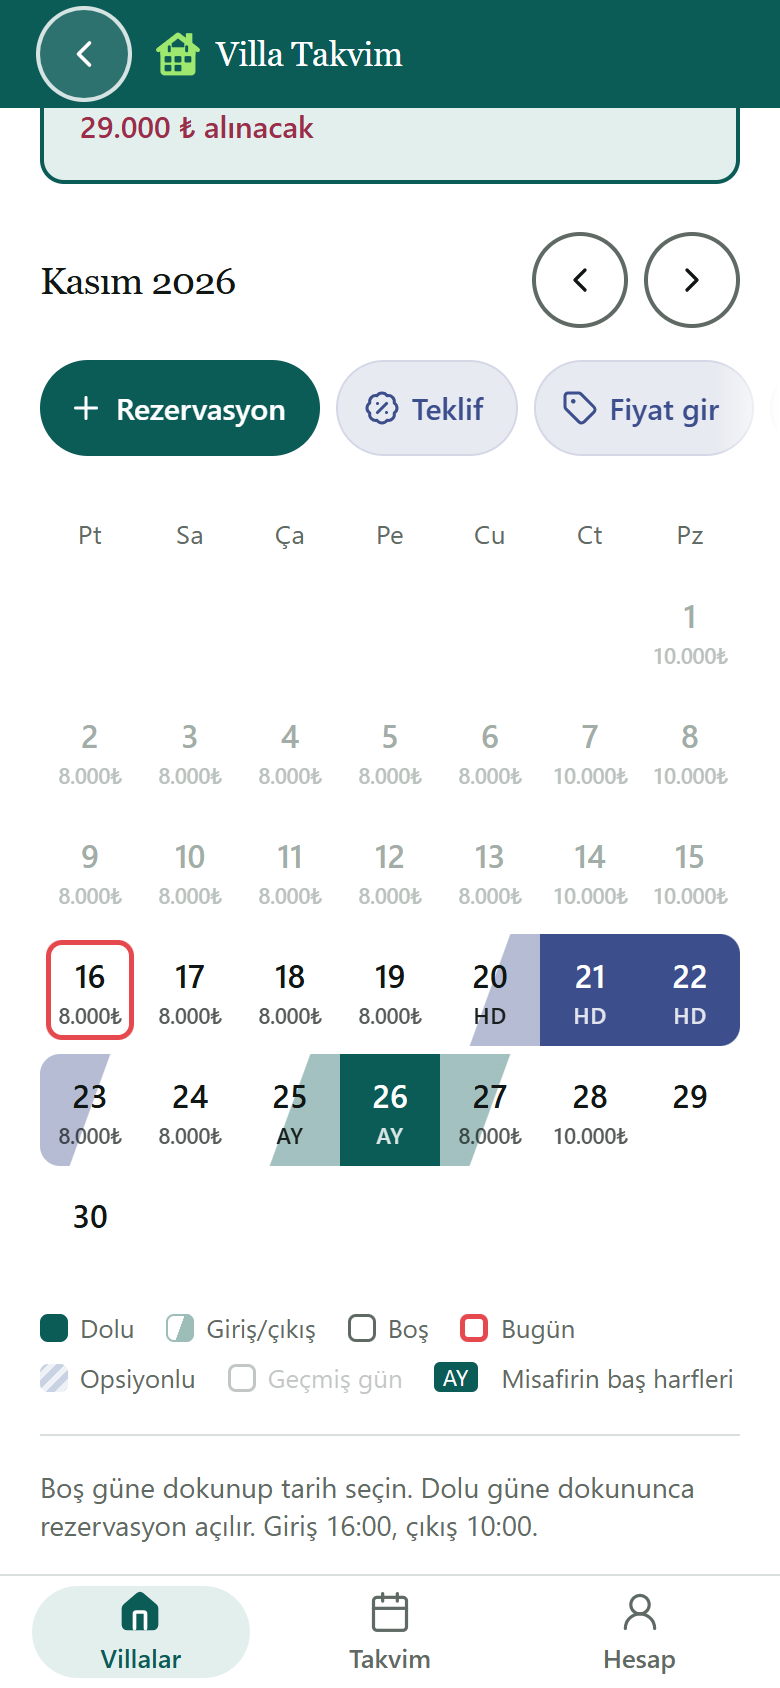 Villa Takvim
29.000 ₺ alınacak
Kasım 2026
Rezervasyon
Teklif
Fiyat gir
Pt Sa Ça Pe Cu Ct Pz
1
10.000₺
2 3 4 5 6 7 8
8.000₺ 8.000₺ 8.000₺ 8.000₺ 8.000₺ 10.000₺ 10.000₺
9 10 11 12 13 14 15
8.000₺ 8.000₺ 8.000₺ 8.000₺ 8.000₺ 10.000₺ 10.000₺
16 17 18 19 20 21 22
8.000₺ 8.000₺ 8.000₺ 8.000₺ HD HD HD
23 24 25 26 27 28 29
8.000₺ 8.000₺ AY AY 8.000₺ 10.000₺
30
Dolu Giriş/çıkış Boş Bugün
Opsiyonlu Geçmiş gün AY Misafirin baş harfleri
Boş güne dokunup tarih seçin. Dolu güne dokununca
rezervasyon açılır. Giriş 16:00, çıkış 10:00.
Villalar Takvim Hesap